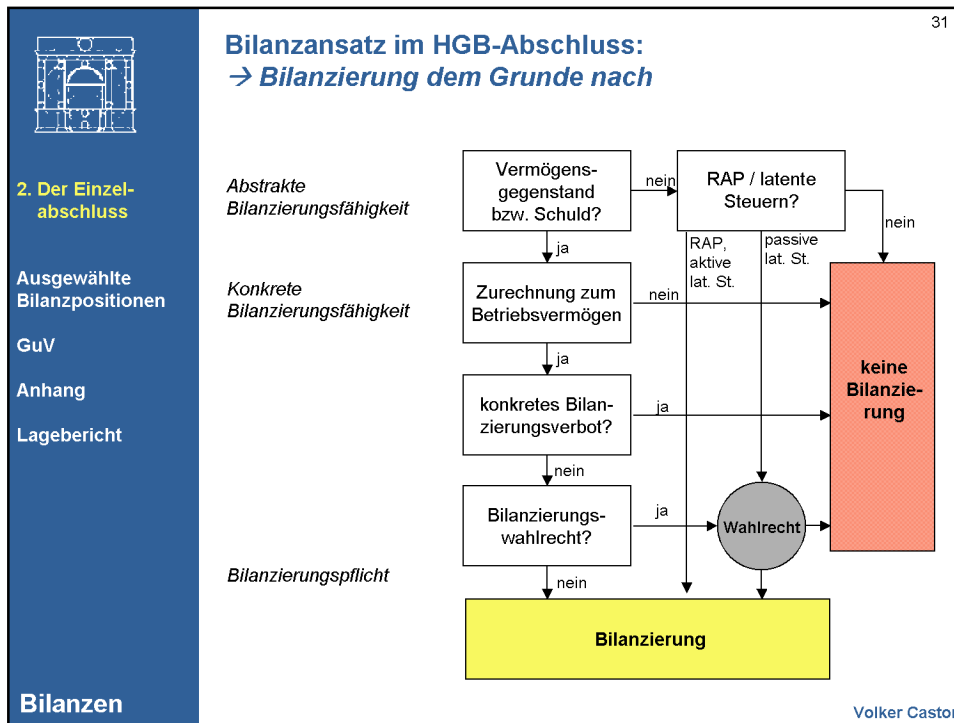 31
Bilanzansatz im HGB-Abschluss:
→ Bilanzierung dem Grunde nach
2. Der Einzel-
abschluss
Ausgewählte
Bilanzpositionen
GuV
Anhang
Lagebericht
Bilanzen
Abstrakte
Bilanzierungsfähigkeit
Vermögens-
gegenstand
bzw. Schuld?
nein
RAP / latente
Steuern?
nein
ja
RAP,
aktive
lat. St.
passive
lat. St.
Konkrete
Bilanzierungsfähigkeit
Zurechnung zum
Betriebsvermögen
nein
ja
keine
Bilanzie-
rung
konkretes Bilan-
zierungsverbot?
ja
nein
Bilanzierungs-
wahlrecht?
ja
Wahlrecht
Bilanzierungspflicht
nein
Bilanzierung
Volker Castor